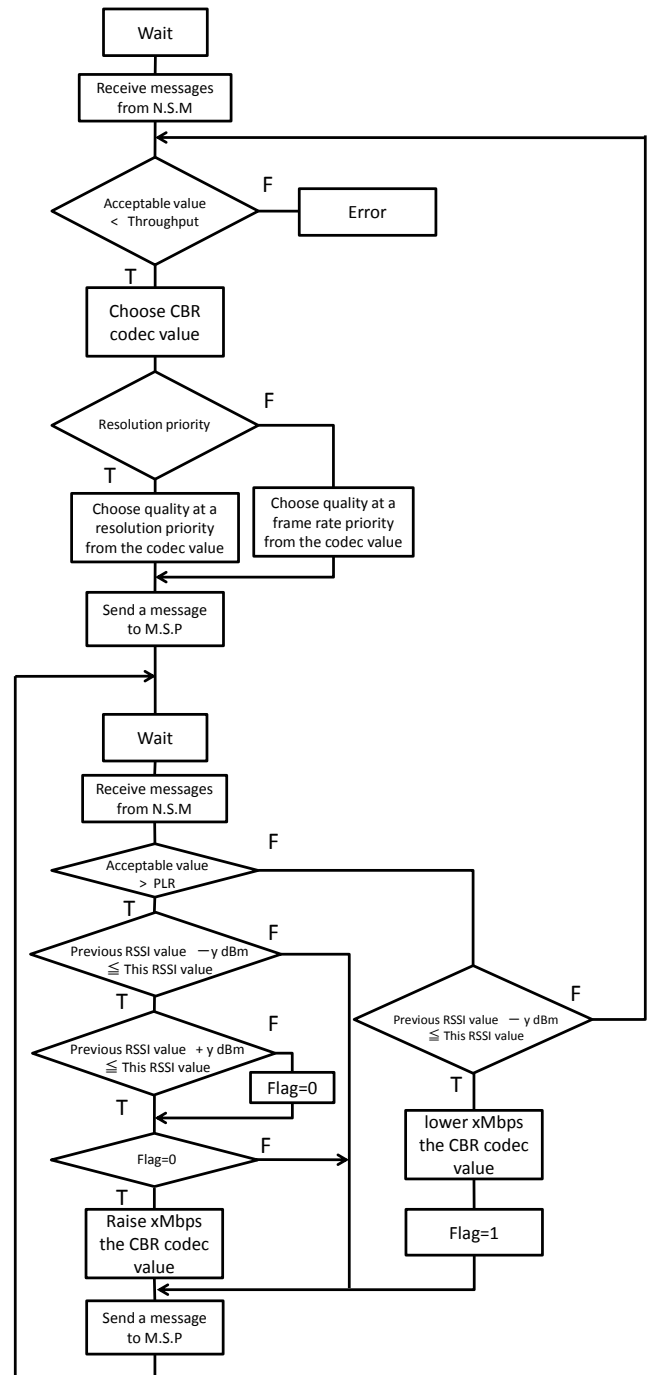 Wait
Receive messages
from N.S.M
Acceptable value
< Throughput
F
Error
T
Choose CBR
codec value
Resolution priority
F
T
Choose quality at a
resolution priority
from the codec value
Choose quality at a
frame rate priority
from the codec value
Send a message
to M.S.P
Wait
Receive messages
from N.S.M
Acceptable value
> PLR
F
T
Previous RSSI value －y dBm
≦ This RSSI value
F
T
Previous RSSI value + y dBm
≦ This RSSI value
F
Flag=0
T
Flag=0
F
T
Raise xMbps
the CBR codec
value
Previous RSSI value － y dBm
≦ This RSSI value
F
T
lower xMbps
the CBR codec
value
Flag=1
Send a message
to M.S.P